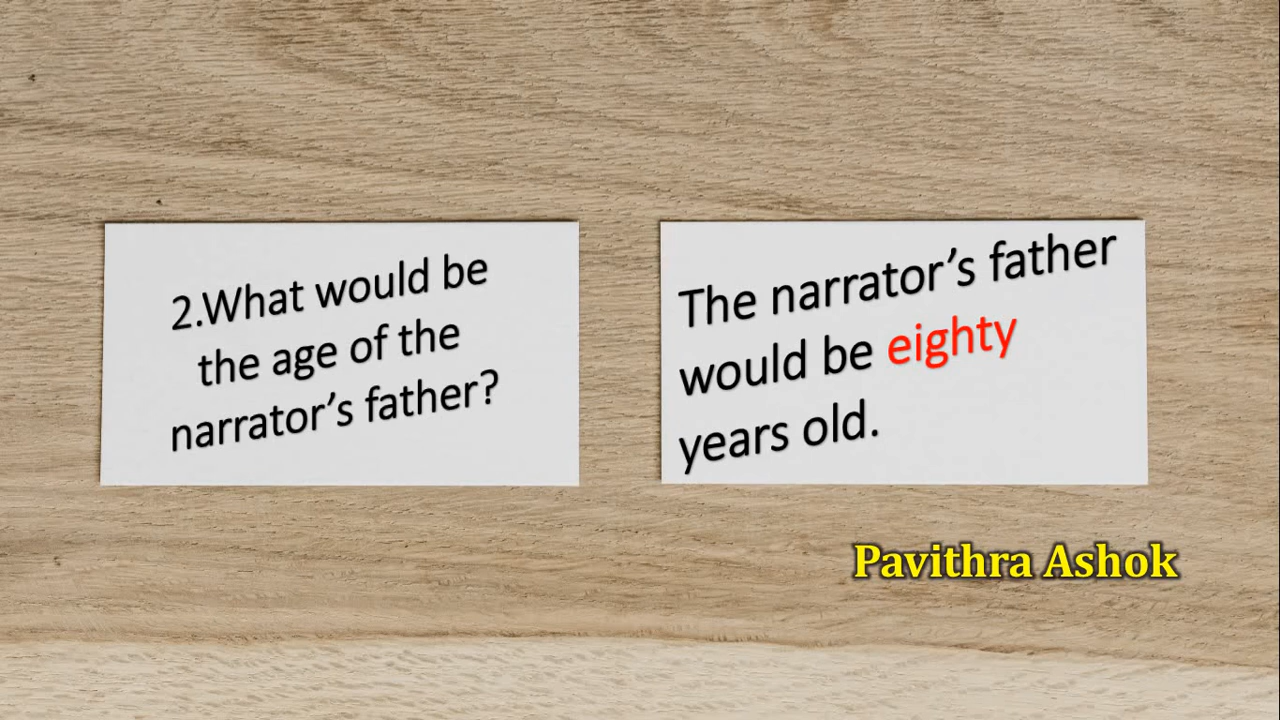 2.What would be
the age of the
narrator’s father?
The narrator’s father
would be eighty
years old.
Pavithra Ashok